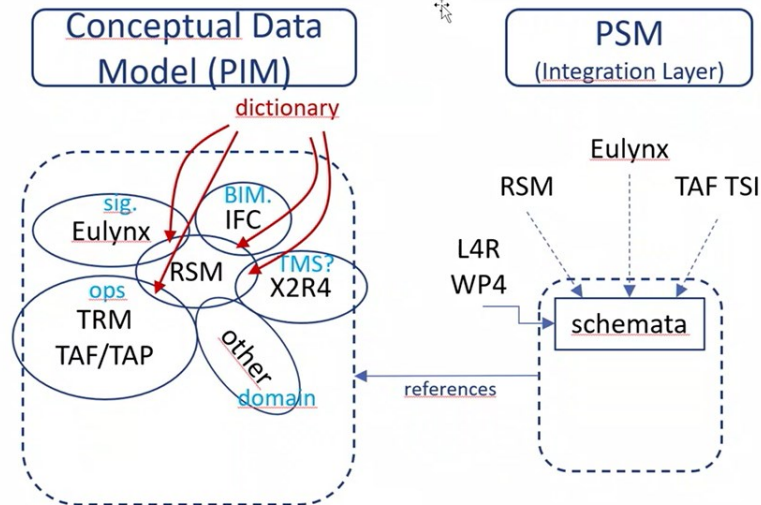 Conceptual Data
Model (PIM)
PSM
(Integration Layer)
dictionary
sig.
Eulynx
BIM.
IFC
RSM
TMS?
X2R4
ops
TRM
TAF/TAP
other
domain
references
Eulynx
RSM
TAF TSI
L4R
WP4
schemata